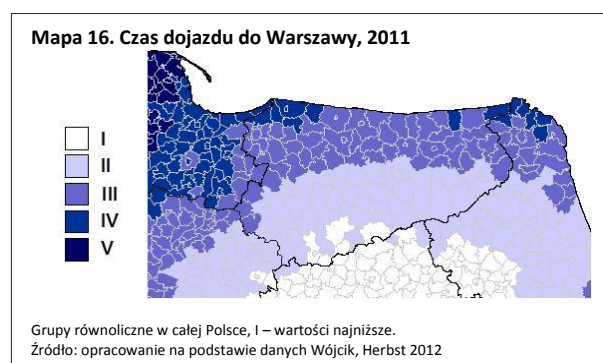 Mapa 16. Czas dojazdu do Warszawy, 2011
I
II
III
IV
V
Grupy równoliczne w całej Polsce, I – wartości najniższe.
Źródło: opracowanie na podstawie danych Wójcik, Herbst 2012